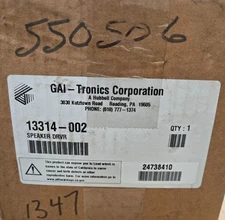 550506
GAI-Tronics Corporation
A Hubbell Company
3030 Kutztown Road Reading, PA 19605
PHONE: (610) 777-1374
13314-002
QTY: 1
SPEAKER DRVR
24738410
1347